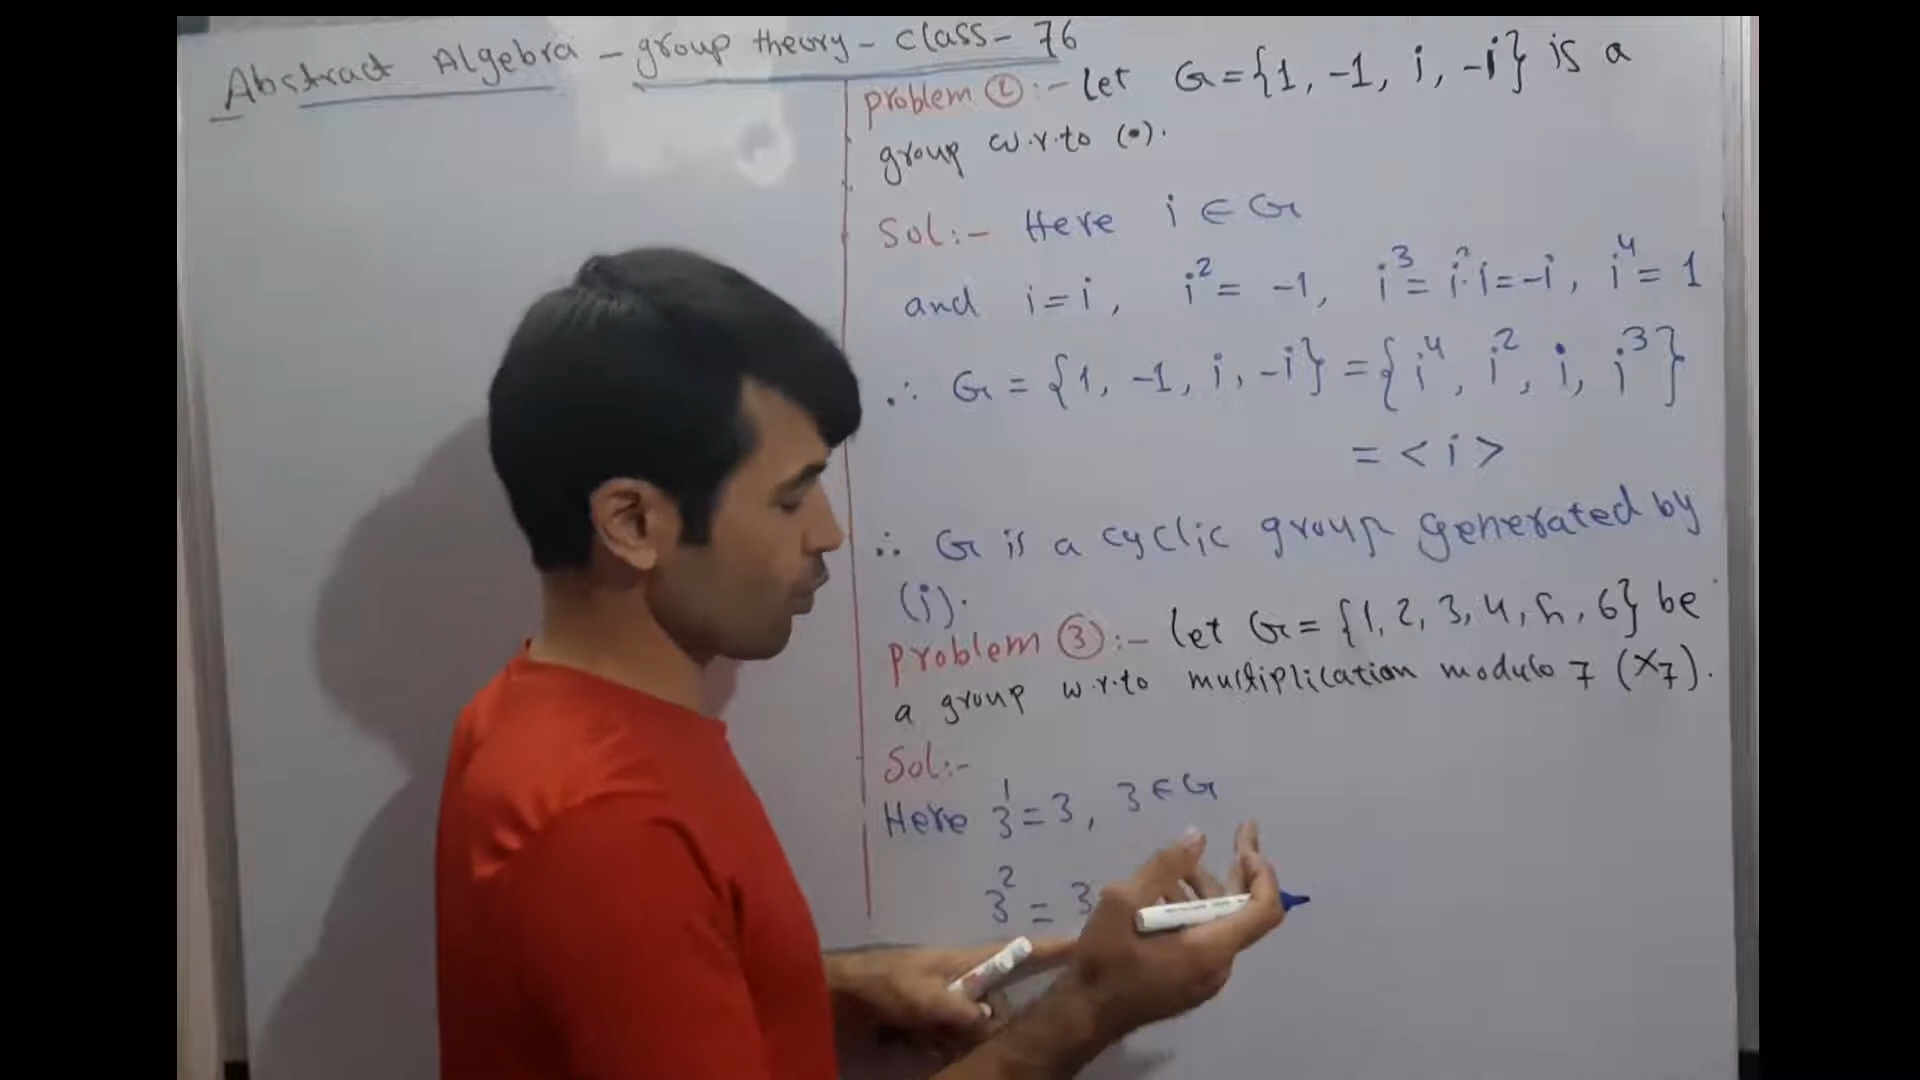 Abstract Algebra - group theory - class - 76
problem ②:- Let G = {1, -1, i, -i} is a
group w.r.to (•).
Sol:- Here i ∈ G
and i = i, i² = -1, i³ = i²·i = -i, i⁴ = 1
∴ G = {1, -1, i, -i} = {i⁴, i², i, i³}
= <i>
∴ G is a cyclic group generated by
(i).
Problem ③:- Let G = {1, 2, 3, 4, 5, 6} be
a group w.r.to multiplication modulo 7 (×₇).
Sol:-
Here 3¹ = 3, 3 ∈ G
3² = 3